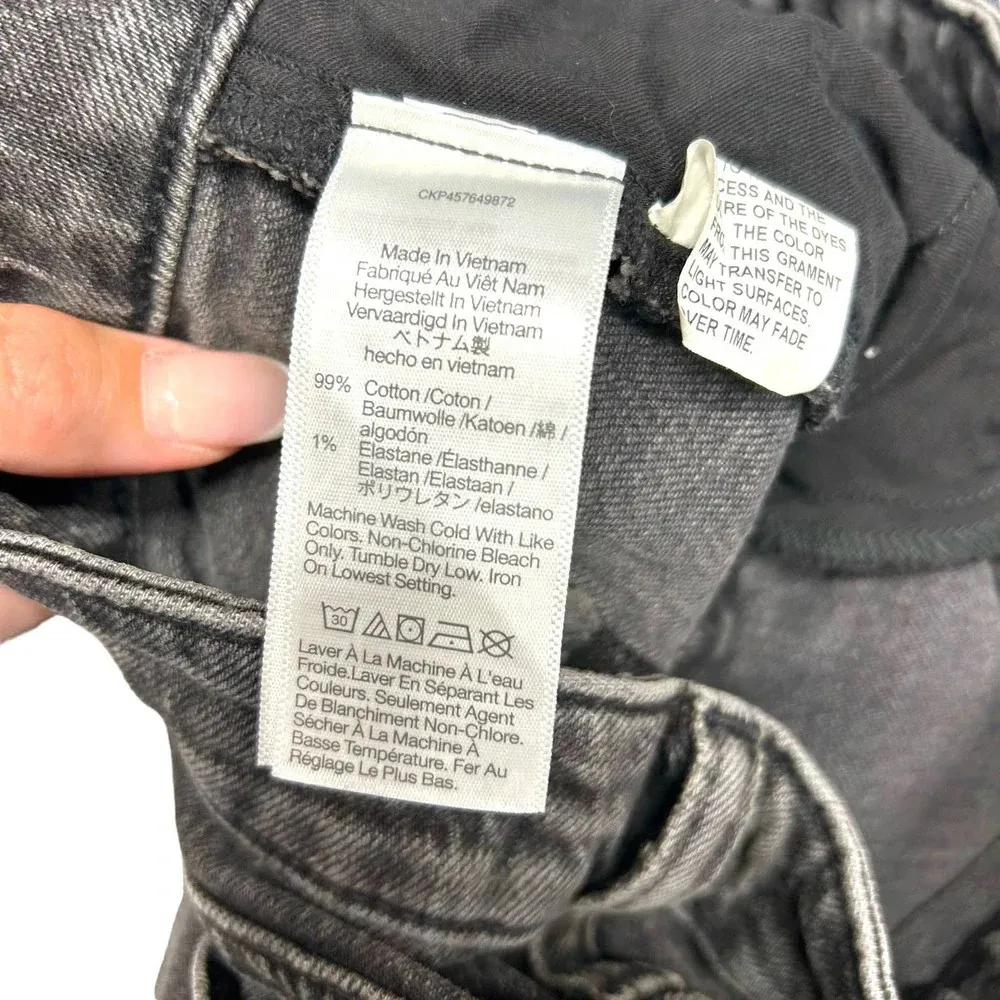 CKP457649872
Made In Vietnam
Fabriqué Au Viêt Nam
Hergestellt In Vietnam
Vervaardigd In Vietnam
ベトナム製
hecho en vietnam
99% Cotton /Coton /
Baumwolle /Katoen /綿 /
algodón
1% Elastane /Élasthanne /
Elastan /Elastaan /
ポリウレタン /elastano
Machine Wash Cold With Like
Colors. Non-Chlorine Bleach
Only. Tumble Dry Low. Iron
On Lowest Setting.
30
Laver À La Machine À L'eau
Froide.Laver En Séparant Les
Couleurs. Seulement Agent
De Blanchiment Non-Chlore.
Sécher À La Machine À
Basse Température. Fer Au
Réglage Le Plus Bas.
AND THE
OF THE DYES
THE COLOR
THIS GRAMENT
MAY TRANSFER TO
LIGHT SURFACES.
COLOR MAY FADE
TIME.